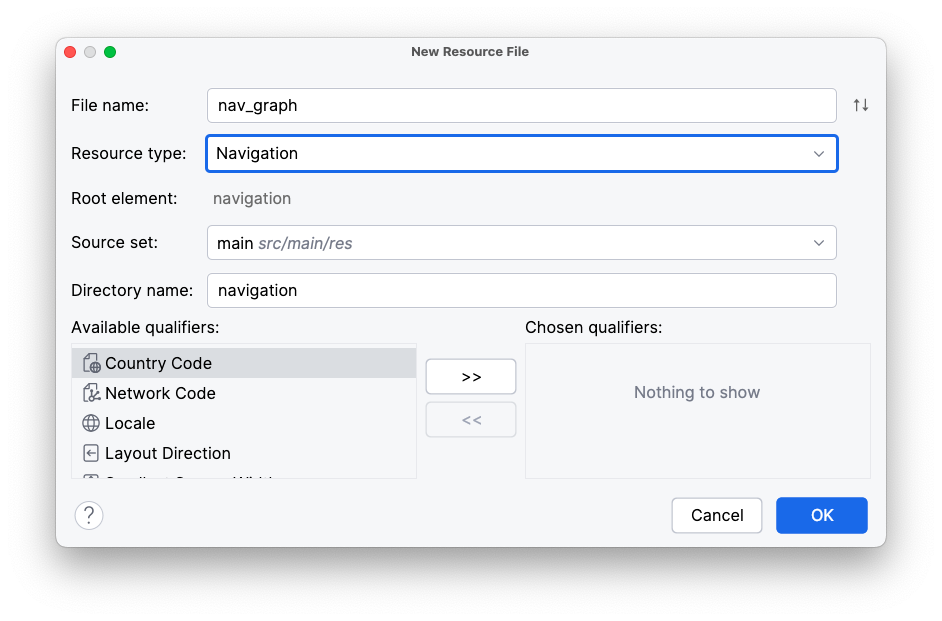 New Resource File
File name: nav_graph
Resource type: Navigation
Root element: navigation
Source set: main src/main/res
Directory name: navigation
Available qualifiers: Chosen qualifiers:
Country Code
Network Code
Locale
Layout Direction
>>
<<
Nothing to show
? Cancel OK